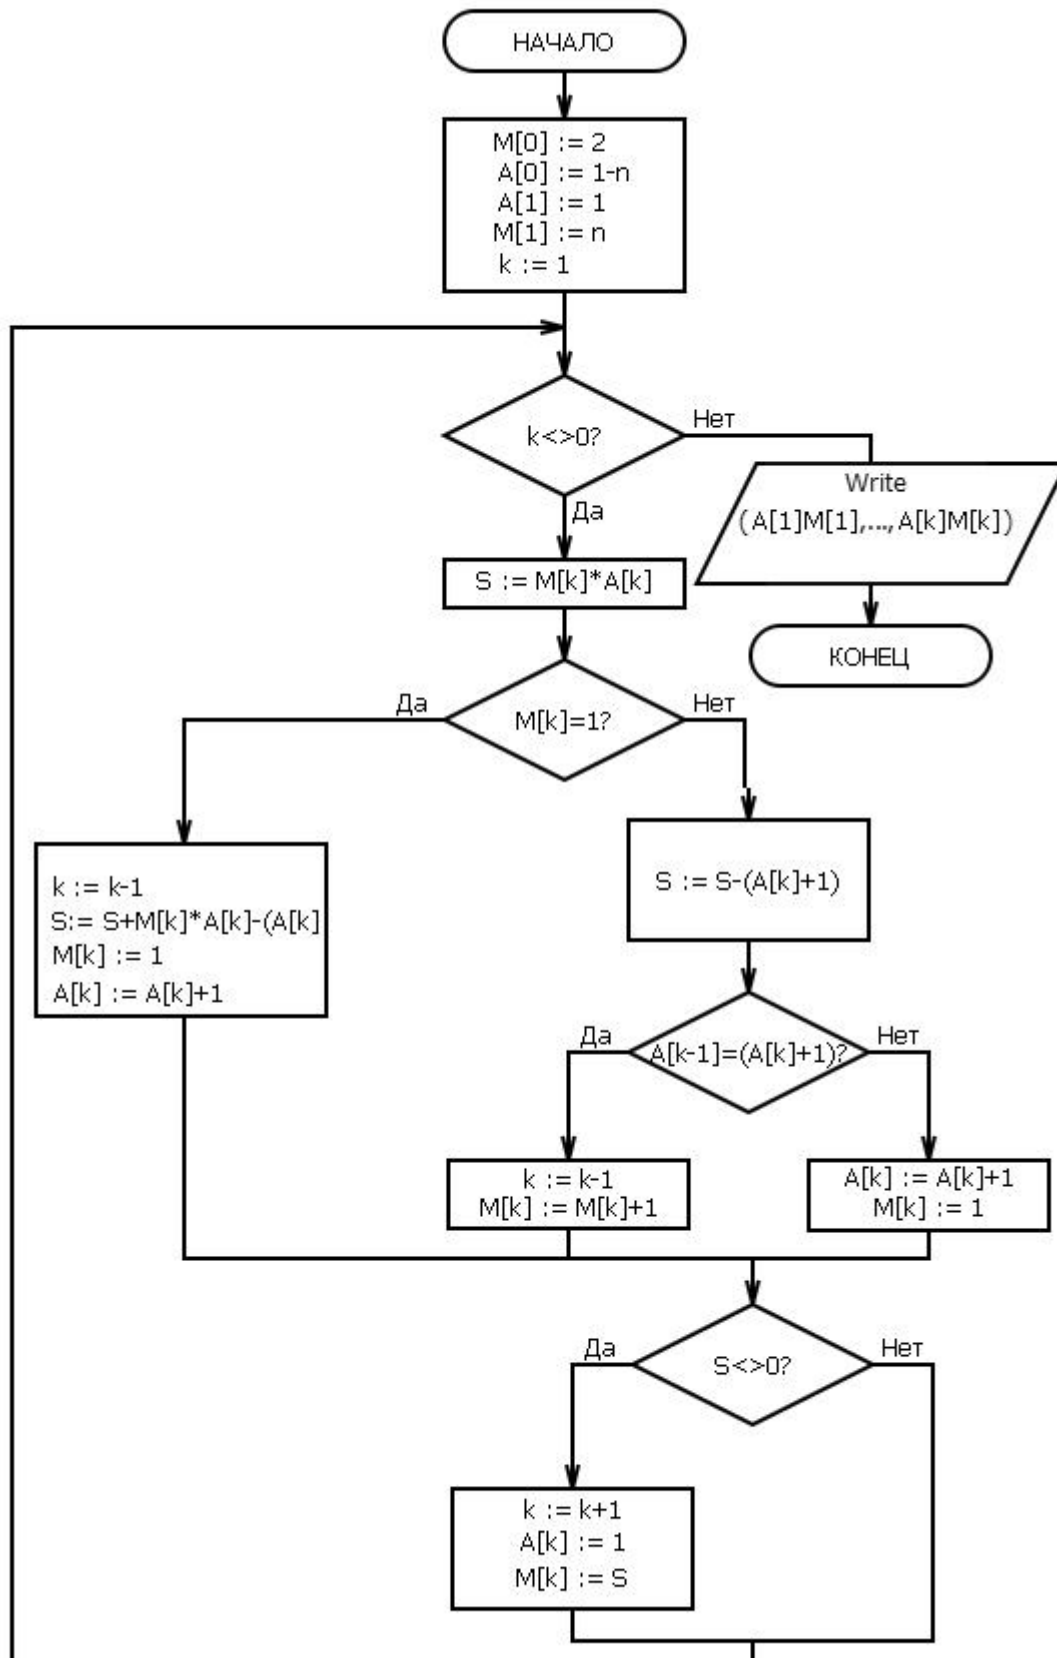 НАЧАЛО
M[0] := 2
A[0] := 1-n
A[1] := 1
M[1] := n
k := 1
k<>0?
Нет
Да
Write
(A[1]M[1],..., A[k]M[k])
S := M[k]*A[k]
КОНЕЦ
Да
M[k]=1?
Нет
k := k-1
S:= S+M[k]*A[k]-(A[k]
M[k] := 1
A[k] := A[k]+1
S := S-(A[k]+1)
Да
A[k-1]=(A[k]+1)?
Нет
k := k-1
M[k] := M[k]+1
A[k] := A[k]+1
M[k] := 1
Да
S<>0?
Нет
k := k+1
A[k] := 1
M[k] := S